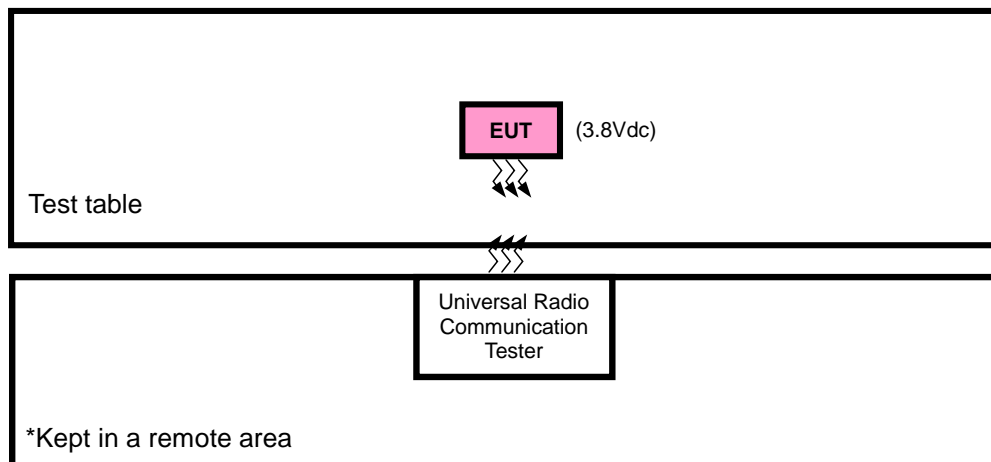 EUT
(3.8Vdc)
Test table
Universal Radio
Communication
Tester
*Kept in a remote area